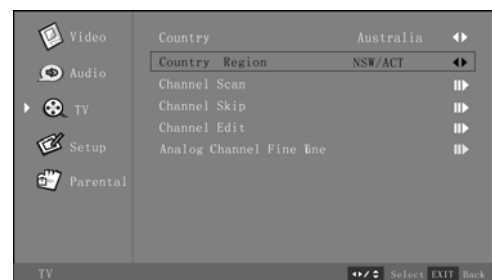 Video
Audio
TV
Setup
Parental
Country Australia
Country Region NSW/ACT
Channel Scan
Channel Skip
Channel Edit
Analog Channel Fine Tune
TV Select EXIT Back